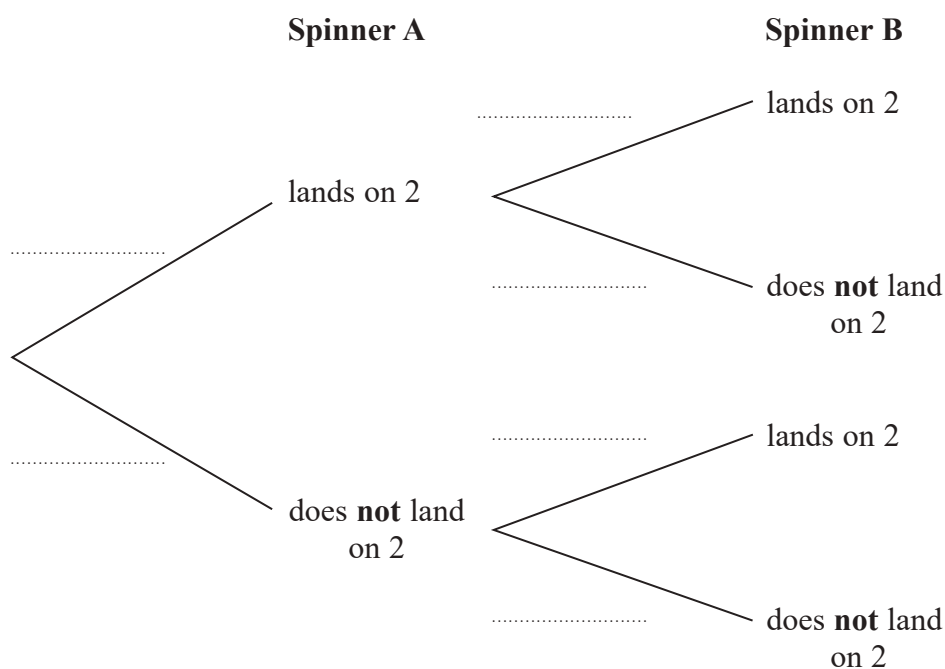 Spinner A
Spinner B
lands on 2
lands on 2
does not land
on 2
lands on 2
does not land
on 2
does not land
on 2